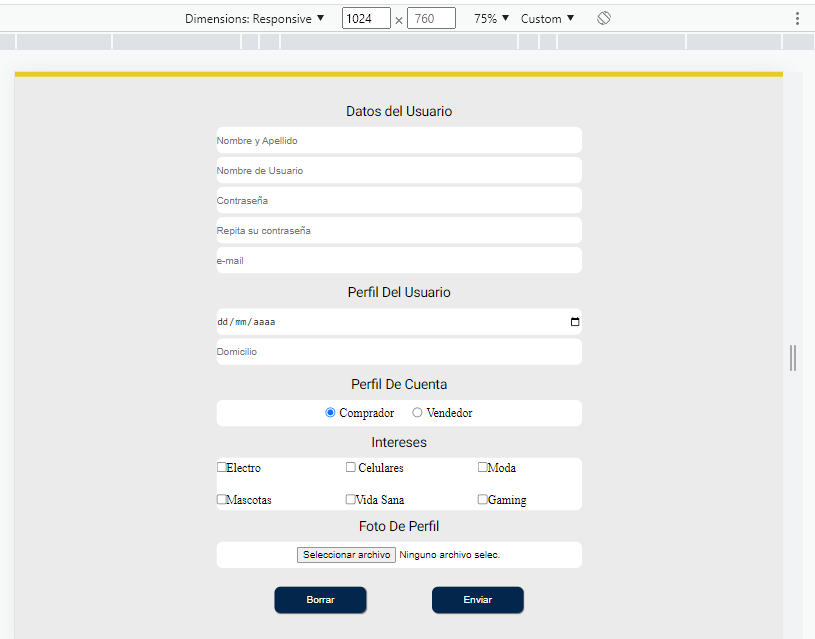 Dimensions: Responsive ▼ 1024 × 760 75% ▼ Custom ▼
Datos del Usuario
Nombre y Apellido
Nombre de Usuario
Contraseña
Repita su contraseña
e-mail
Perfil Del Usuario
dd/mm/aaaa
Domicilio
Perfil De Cuenta
Comprador Vendedor
Intereses
Electro Celulares Moda
Mascotas Vida Sana Gaming
Foto De Perfil
Seleccionar archivo Ninguno archivo selec.
Borrar Enviar